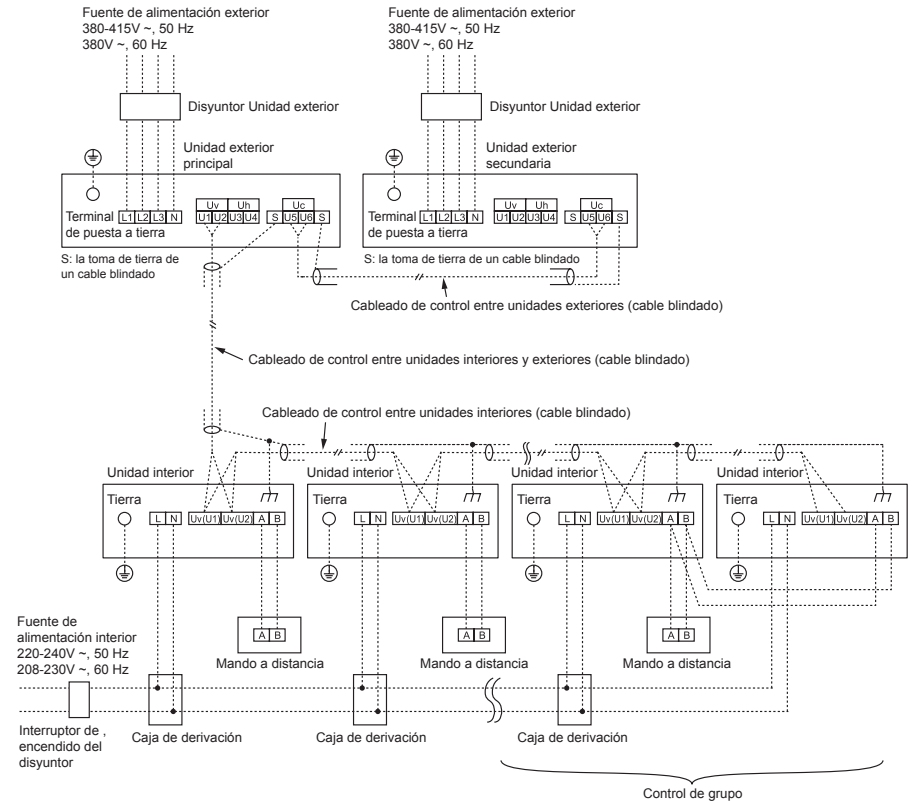 Fuente de alimentación exterior
380-415V ~, 50 Hz
380V ~, 60 Hz
Fuente de alimentación exterior
380-415V ~, 50 Hz
380V ~, 60 Hz
Disyuntor Unidad exterior
Disyuntor Unidad exterior
Unidad exterior
principal
Unidad exterior
secundaria
Uv Uh Uc
Terminal L1 L2 L3 N U1 U2 U3 U4 S U5 U6 S
de puesta a tierra
Uv Uh Uc
Terminal L1 L2 L3 N U1 U2 U3 U4 S U5 U6 S
de puesta a tierra
S: la toma de tierra de
un cable blindado
S: la toma de tierra de un cable blindado
Cableado de control entre unidades exteriores (cable blindado)
Cableado de control entre unidades interiores y exteriores (cable blindado)
Cableado de control entre unidades interiores (cable blindado)
Unidad interior
Tierra
L N Uv(U1) Uv(U2) A B
Unidad interior
Tierra
L N Uv(U1) Uv(U2) A B
Unidad interior
Tierra
L N Uv(U1) Uv(U2) A B
Unidad interior
Tierra
L N Uv(U1) Uv(U2) A B
A B
Mando a distancia
A B
Mando a distancia
A B
Mando a distancia
Fuente de
alimentación interior
220-240V ~, 50 Hz
208-230V ~, 60 Hz
Interruptor de ,
encendido del
disyuntor
Caja de derivación
Caja de derivación
Caja de derivación
Control de grupo